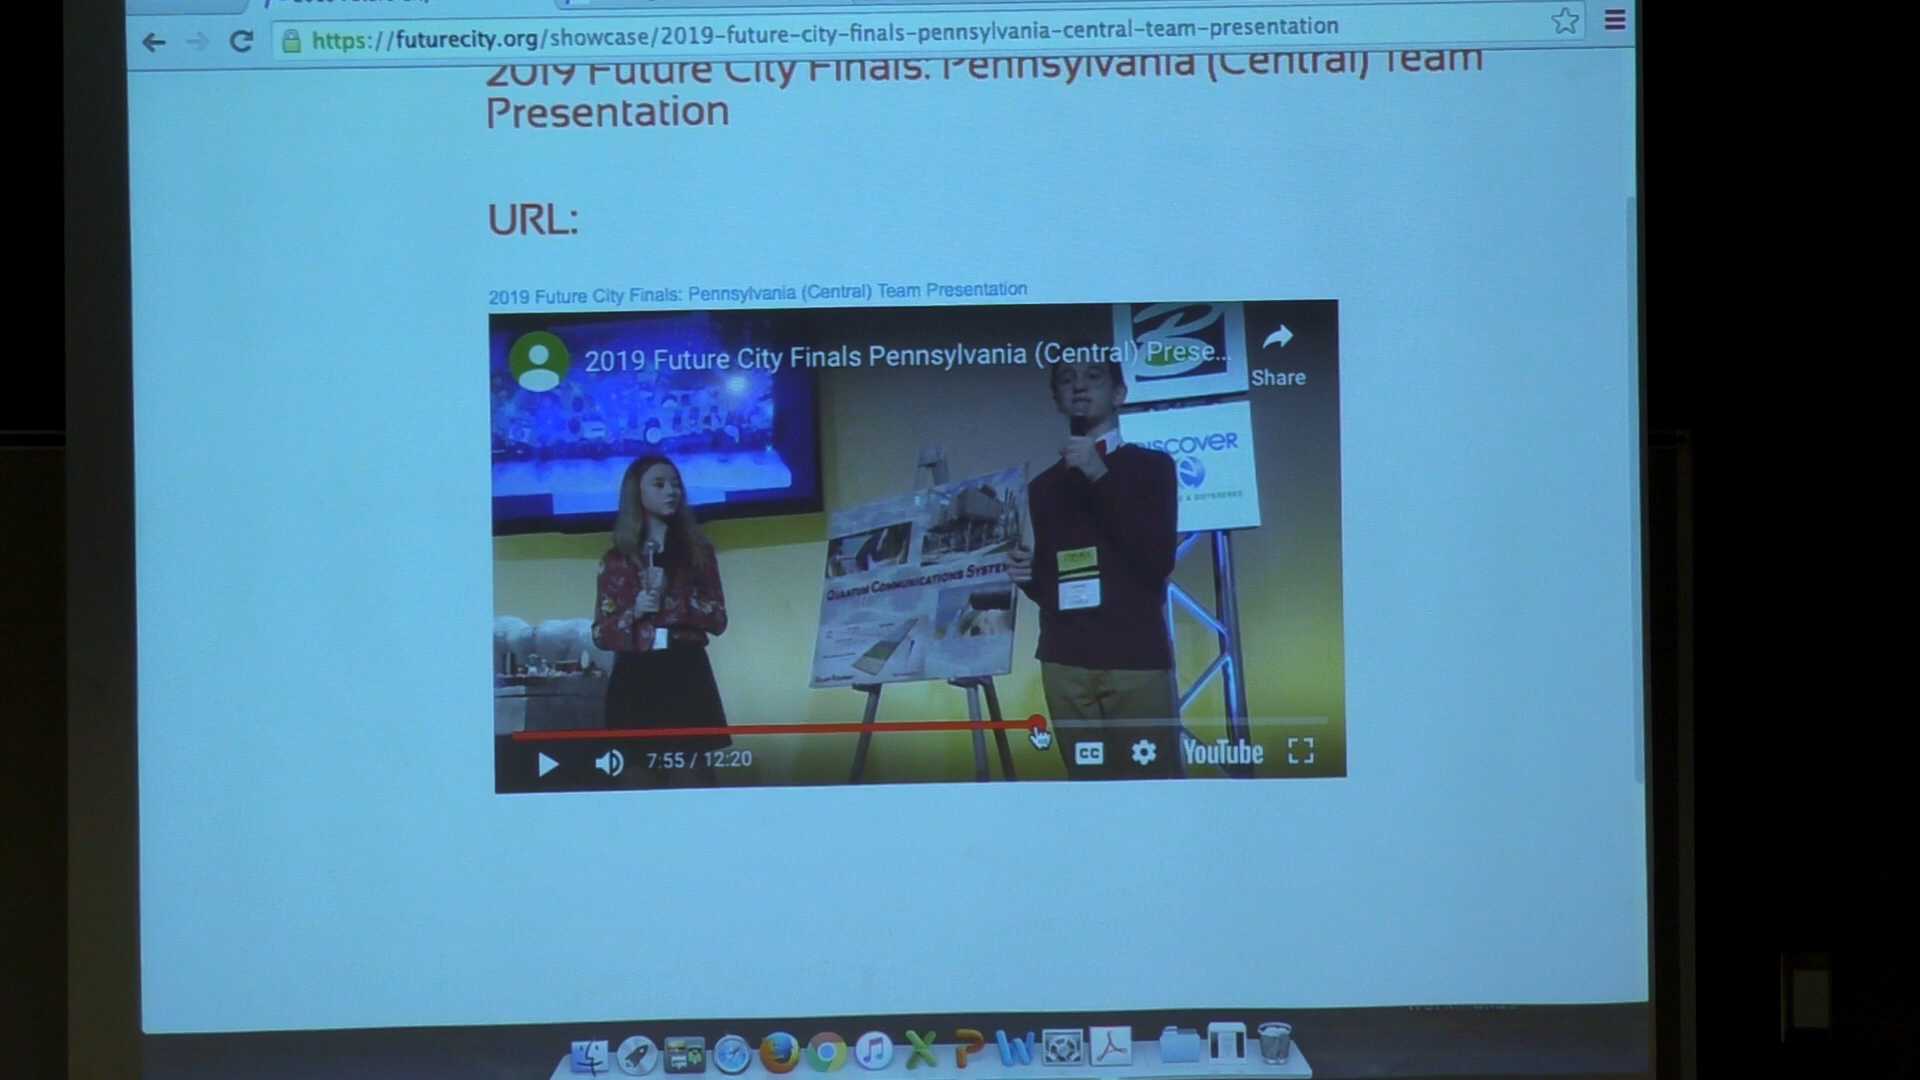 https://futurecity.org/showcase/2019-future-city-finals-pennsylvania-central-team-presentation
2019 Future City Finals: Pennsylvania (Central) Team
Presentation
URL:
2019 Future City Finals: Pennsylvania (Central) Team Presentation
2019 Future City Finals Pennsylvania (Central) Prese...
Share
DISCOVER
QUANTUM COMMUNICATIONS SYSTE
7:55 / 12:20
CC
YouTube